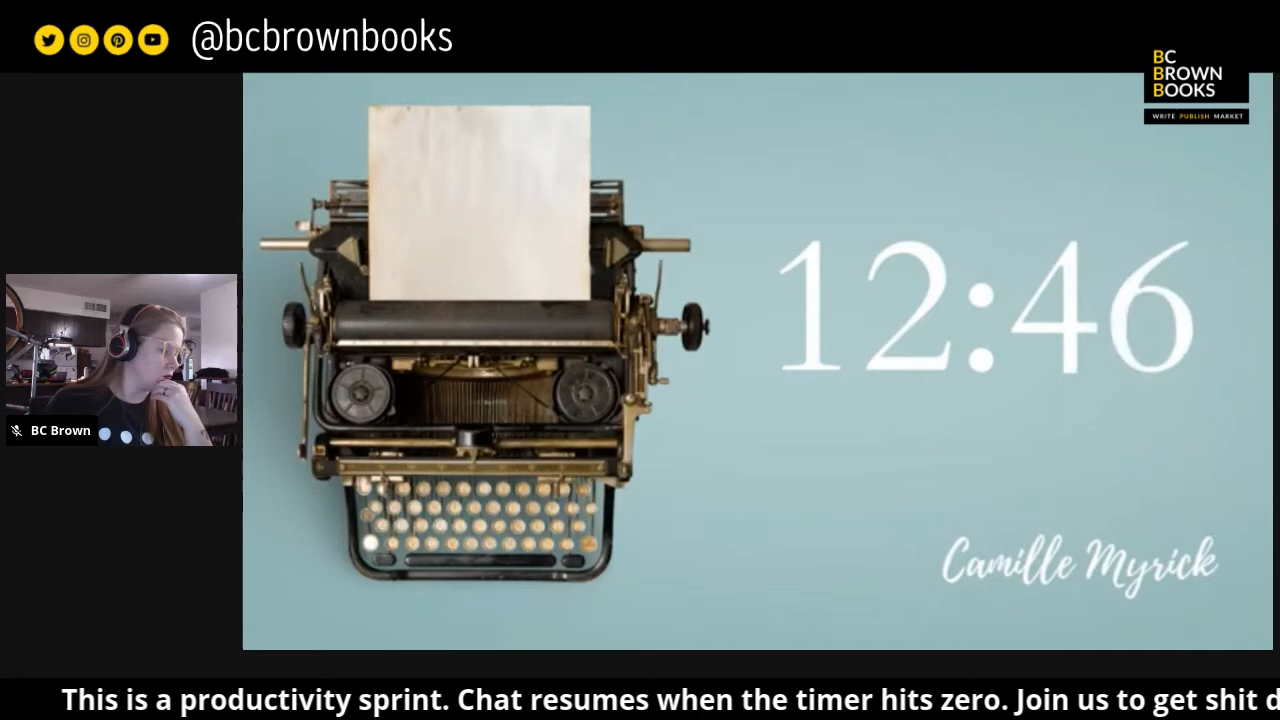 @bcbrownbooks
BC
BROWN
BOOKS
WRITE PUBLISH MARKET
12:46
BC Brown
Camille Myrick
This is a productivity sprint. Chat resumes when the timer hits zero. Join us to get shit d